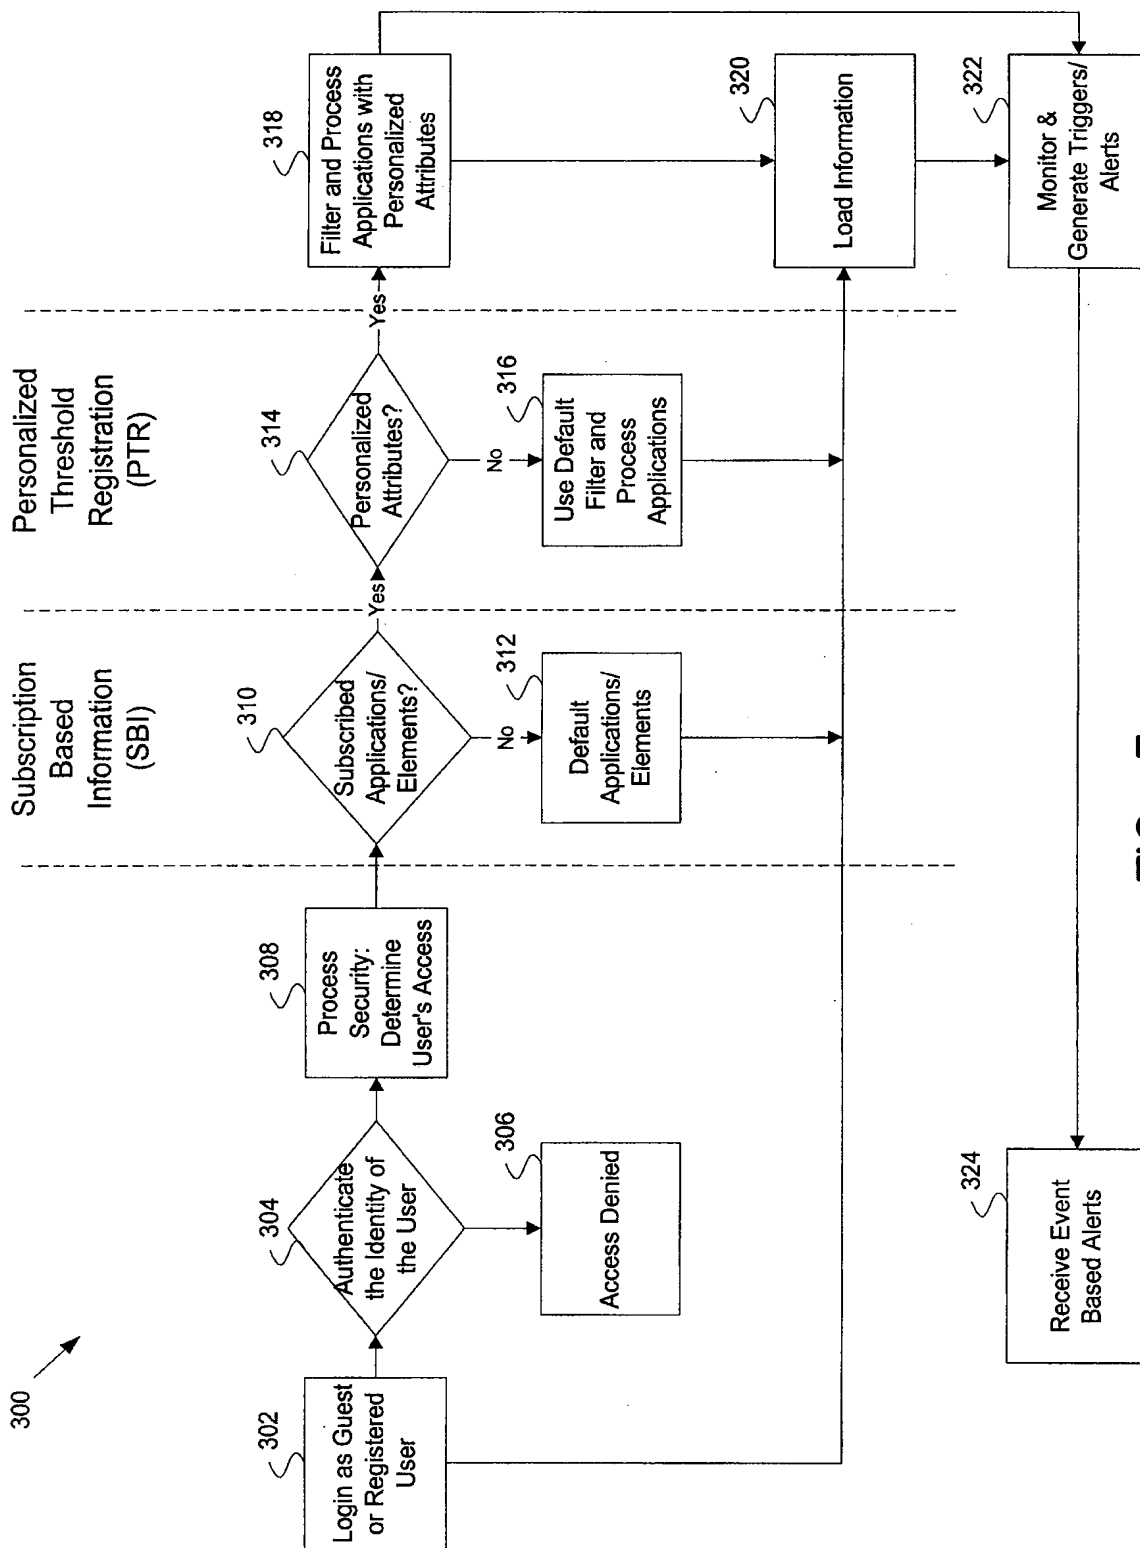 300
Subscription
Based
Information
(SBI)
Personalized
Threshold
Registration
(PTR)
302
Login as Guest
or Registered
User
304
Authenticate
the Identity of
the User
306
Access Denied
308
Process
Security:
Determine
User's Access
310
Subscribed
Applications/
Elements?
Yes
No
312
Default
Applications/
Elements
314
Personalized
Attributes?
Yes
No
316
Use Default
Filter and
Process
Applications
318
Filter and Process
Applications with
Personalized
Attributes
320
Load Information
322
Monitor &
Generate Triggers/
Alerts
324
Receive Event
Based Alerts